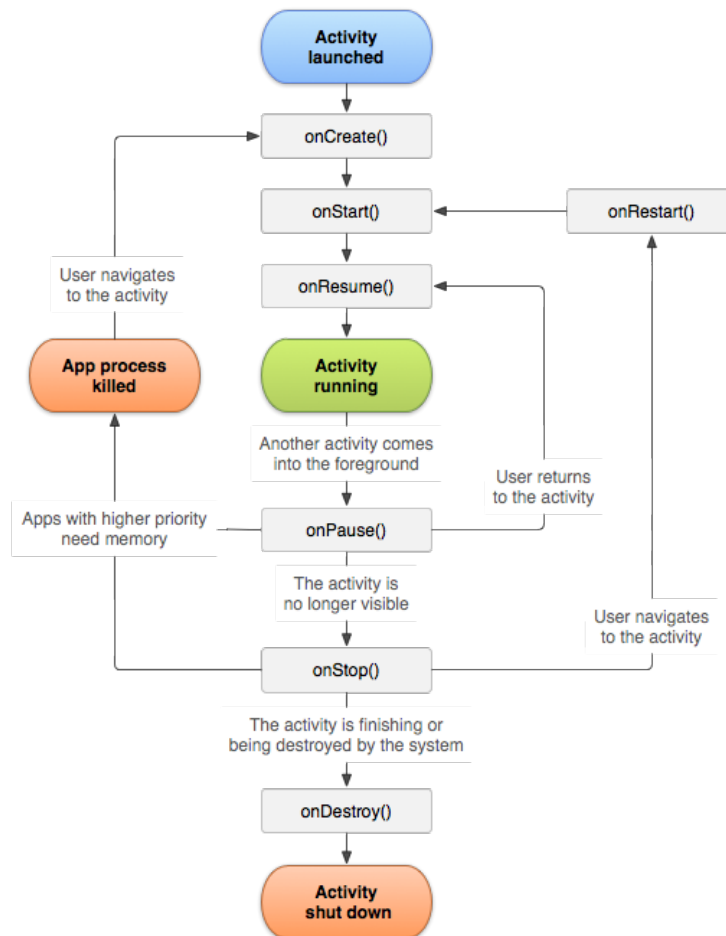 Activity
launched
onCreate()
onStart()
onRestart()
User navigates
to the activity
onResume()
App process
killed
Activity
running
Another activity comes
into the foreground
User returns
to the activity
Apps with higher priority
need memory
onPause()
The activity is
no longer visible
User navigates
to the activity
onStop()
The activity is finishing or
being destroyed by the system
onDestroy()
Activity
shut down